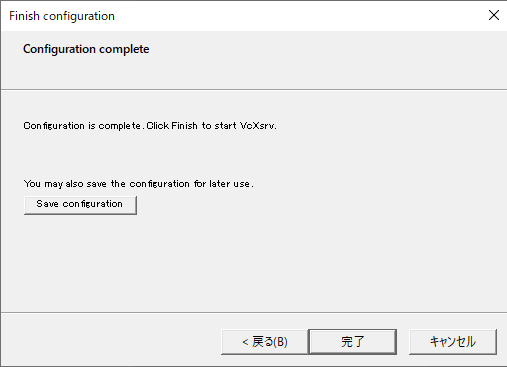 Finish configuration
Configuration complete
Configuration is complete. Click Finish to start VcXsrv.
You may also save the configuration for later use.
Save configuration
< 戻る(B)
完了
キャンセル